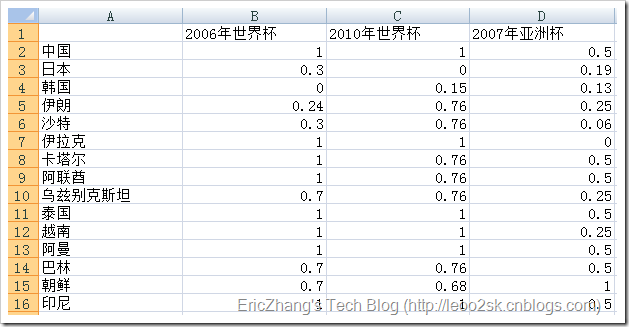 A B C D
1 2006年世界杯 2010年世界杯 2007年亚洲杯
2 中国 1 1 0.5
3 日本 0.3 0 0.19
4 韩国 0 0.15 0.13
5 伊朗 0.24 0.76 0.25
6 沙特 0.3 0.76 0.06
7 伊拉克 1 1 0
8 卡塔尔 1 0.76 0.5
9 阿联酋 1 0.76 0.5
10 乌兹别克斯坦 0.7 0.76 0.25
11 泰国 1 1 0.5
12 越南 1 1 0.25
13 阿曼 1 1 0.5
14 巴林 0.7 0.76 0.5
15 朝鲜 0.7 0.68 1
16 印尼 1 1 0.5
EricZhang's Tech Blog (http://leoo2sk.cnblogs.com)